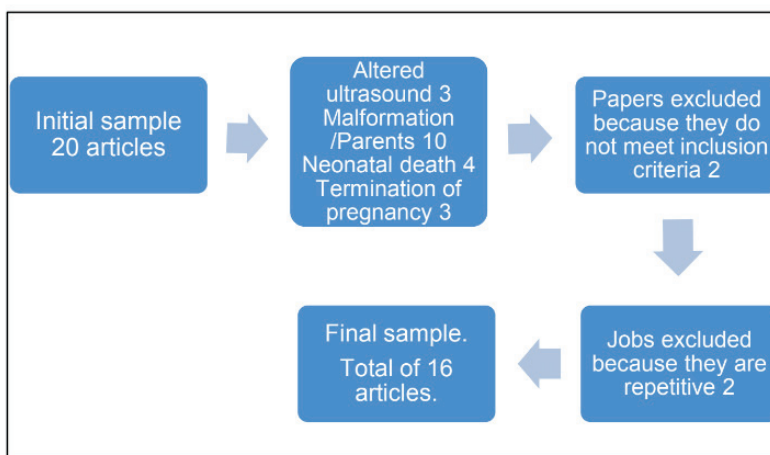 Initial sample
20 articles
Altered
ultrasound 3
Malformation
/Parents 10
Neonatal death 4
Termination of
pregnancy 3
Papers excluded
because they do
not meet inclusion
criteria 2
Jobs excluded
because they are
repetitive 2
Final sample.
Total of 16
articles.